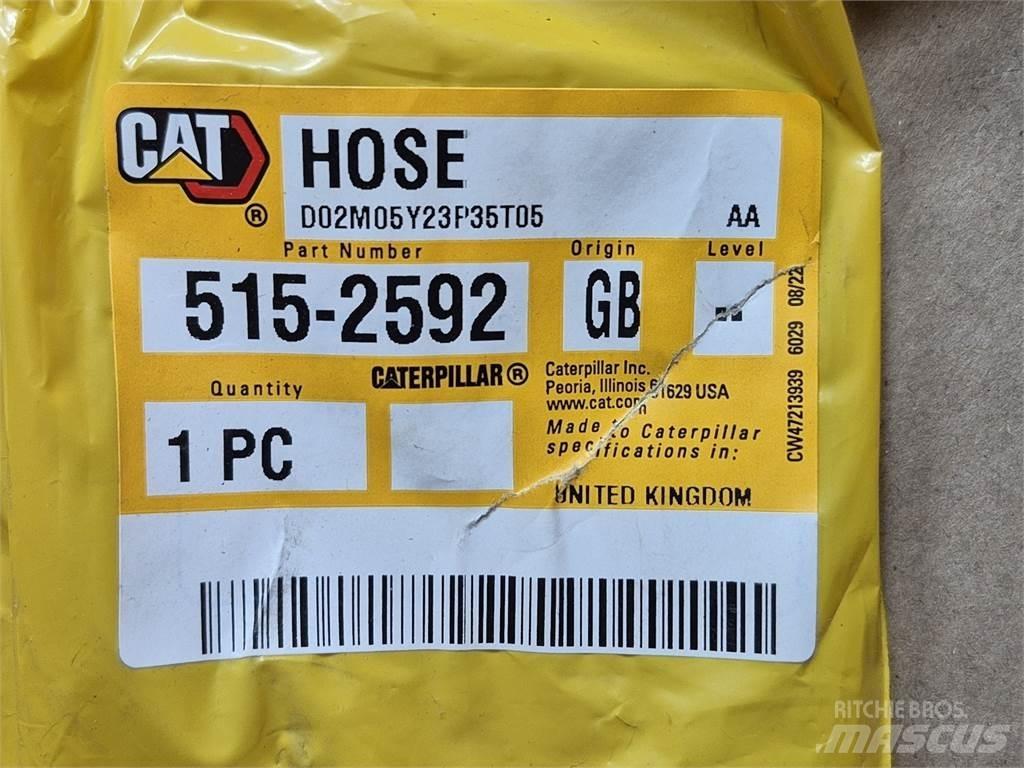 CAT®
HOSE
D02M05Y23P35T05 AA
Part Number Origin Level
515-2592 GB --
Quantity CATERPILLAR®
1 PC
Caterpillar Inc.
Peoria, Illinois 61629 USA
www.cat.com
Made to Caterpillar
specifications in:
UNITED KINGDOM
CW47213939 6029 08/22
RITCHIE BROS.
MASCUS